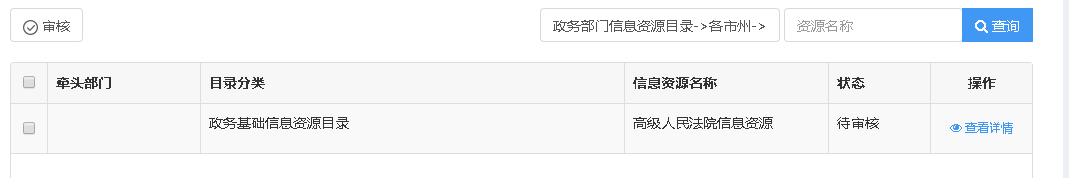 审核
政务部门信息资源目录->各市州->
资源名称
查询
牵头部门 目录分类 信息资源名称 状态 操作
政务基础信息资源目录 高级人民法院信息资源 待审核 查看详情